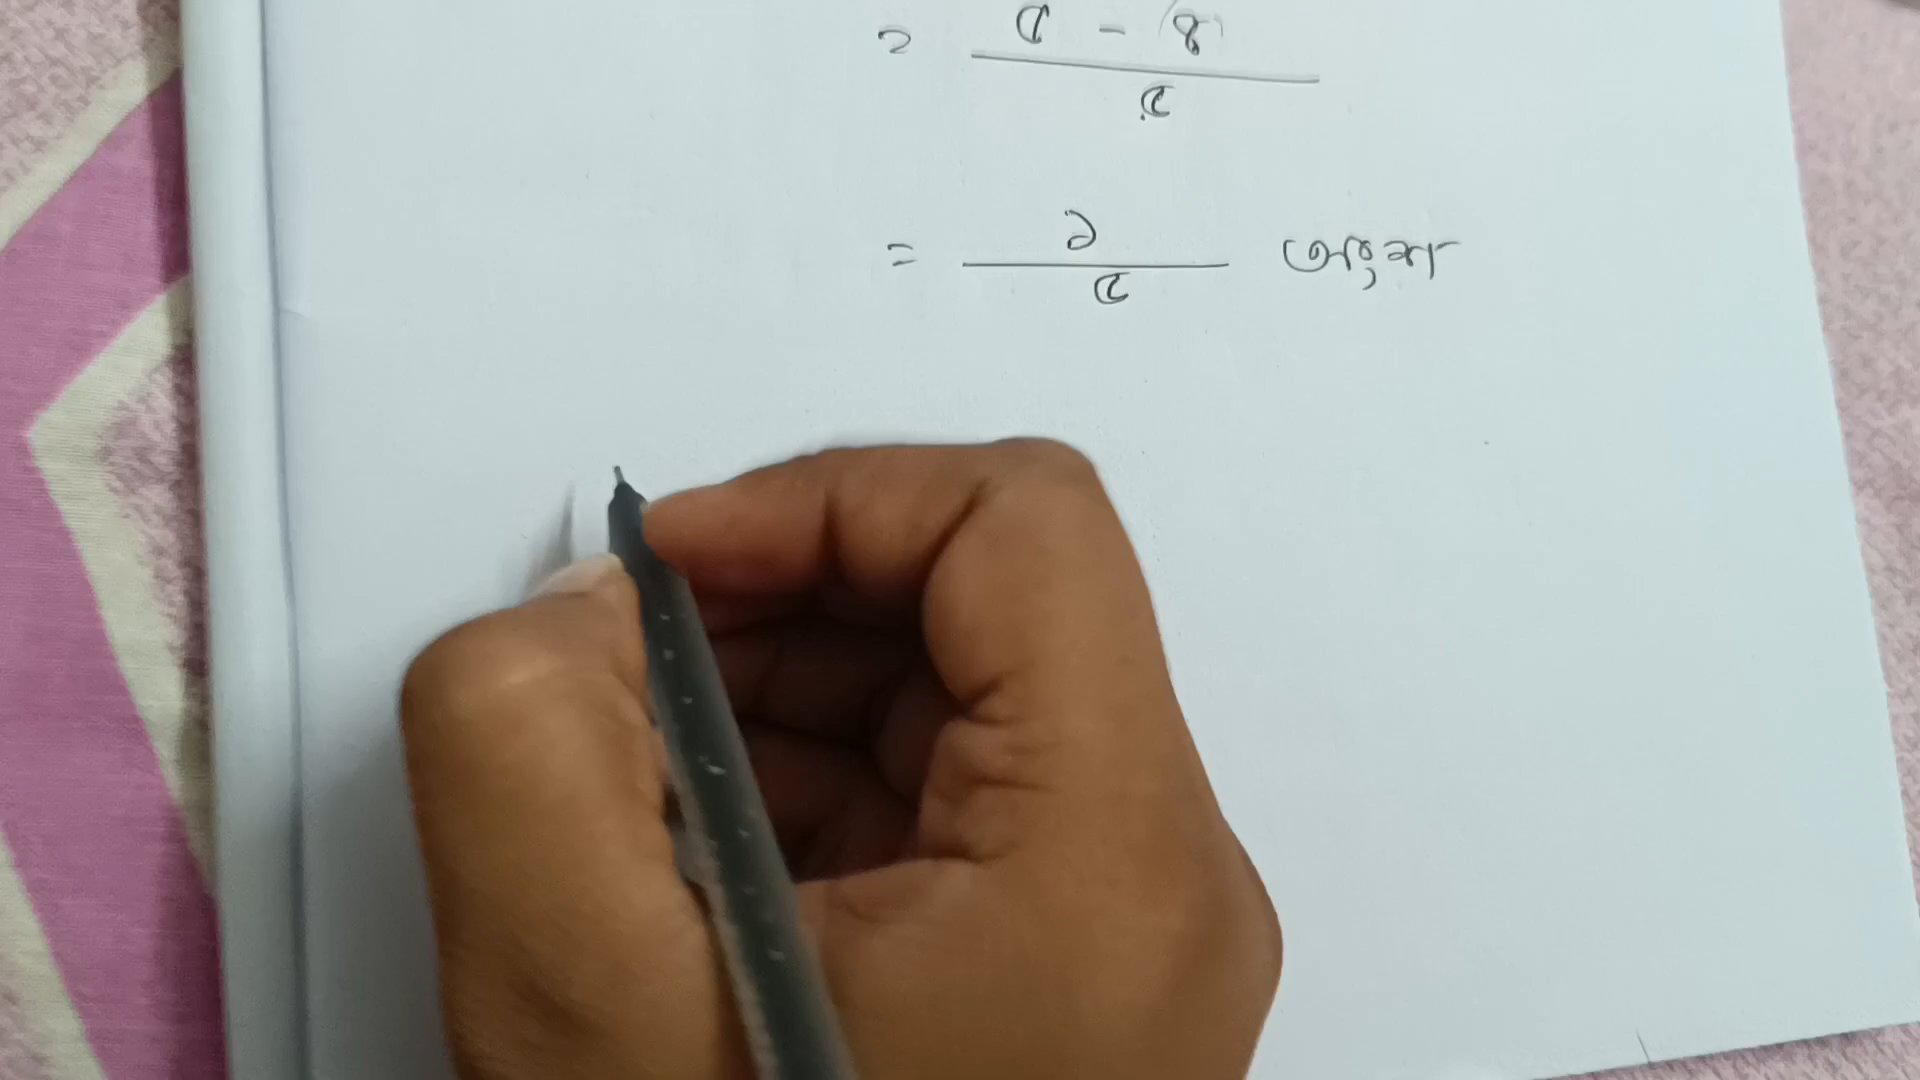 = ৫ - ৪ / ৫
= ১ / ৫ অংশ